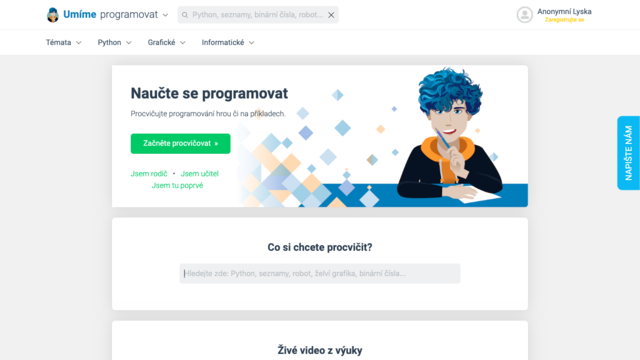 Umíme programovat
Python, seznamy, binární čísla, robot...
Anonymní Lyska
Zaregistrujte se
Témata
Python
Grafické
Informatické
Naučte se programovat
Procvičujte programování hrou či na příkladech.
Začněte procvičovat »
Jsem rodič • Jsem učitel
Jsem tu poprvé
NAPIŠTE NÁM
Co si chcete procvičit?
Hledejte zde: Python, seznamy, robot, želví grafika, binární čísla...
Živé video z výuky